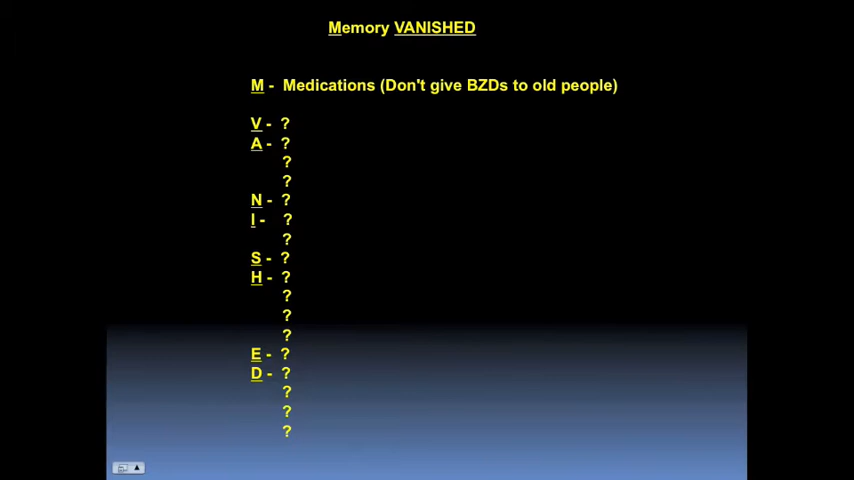 Memory VANISHED
M - Medications (Don't give BZDs to old people)
V - ?
A - ?
?
?
N - ?
I - ?
?
S - ?
H - ?
?
?
?
E - ?
D - ?
?
?
?